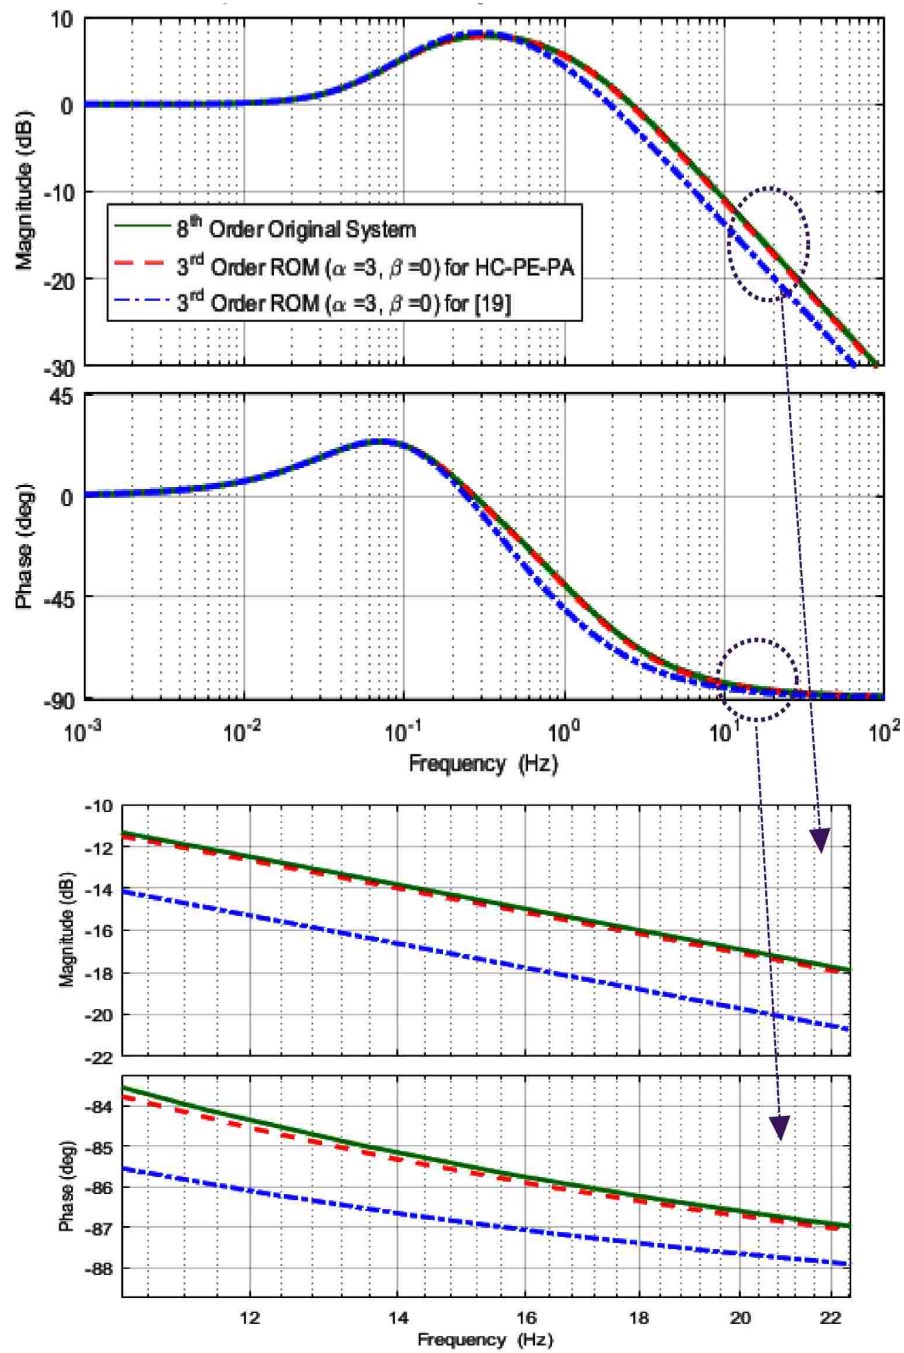 10
0
-10
-20
-30
Magnitude (dB)
8th Order Original System
3rd Order ROM (α =3, β =0) for HC-PE-PA
3rd Order ROM (α =3, β =0) for [19]
45
0
-45
-90
Phase (deg)
10-3 10-2 10-1 100 101 102
Frequency (Hz)
-10
-12
-14
-16
-18
-20
-22
Magnitude (dB)
-84
-85
-86
-87
-88
Phase (deg)
12 14 16 18 20 22
Frequency (Hz)